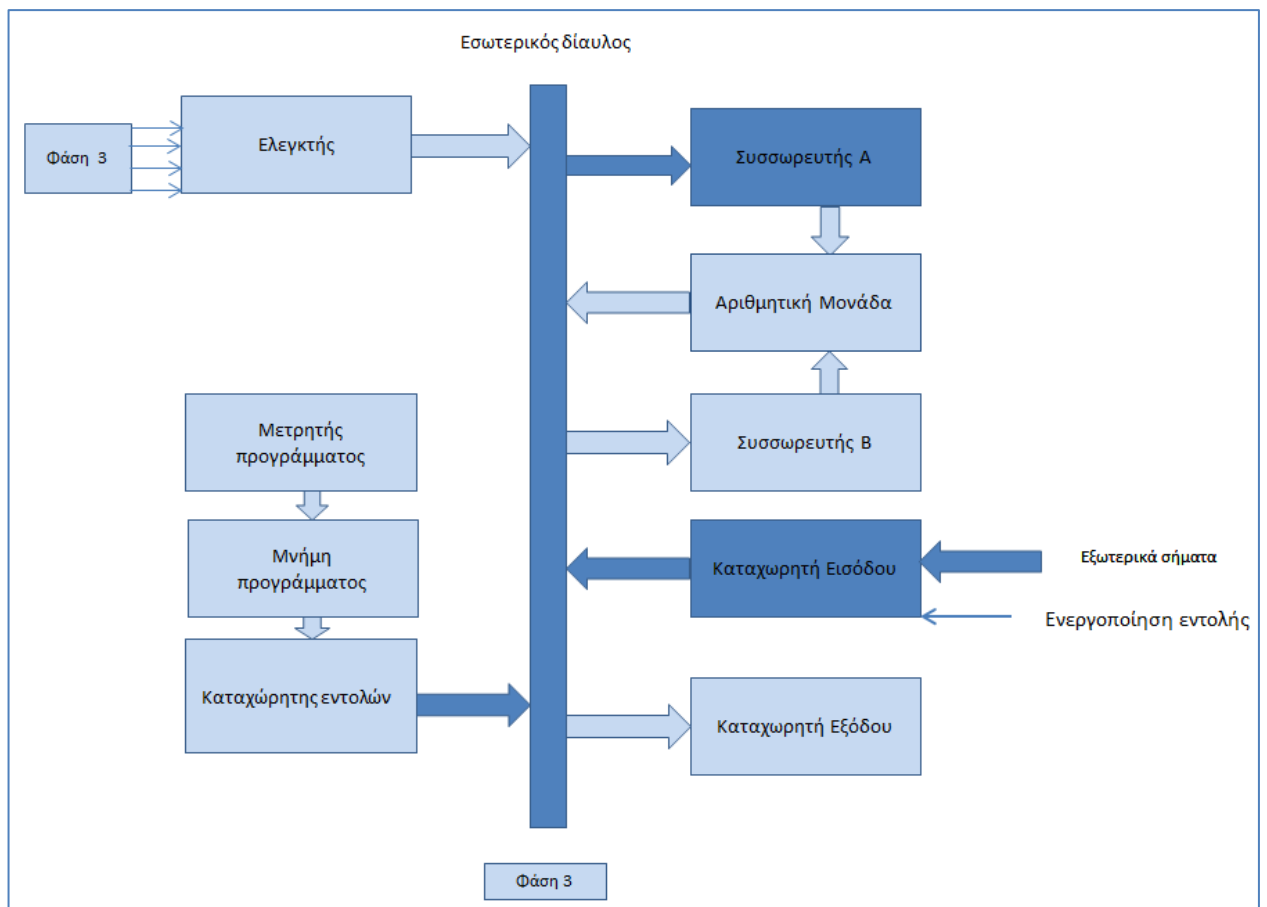 Εσωτερικός δίαυλος
Φάση 3
Ελεγκτής
Συσσωρευτής Α
Αριθμητική Μονάδα
Μετρητής
προγράμματος
Συσσωρευτής Β
Μνήμη
προγράμματος
Καταχωρητή Εισόδου
Εξωτερικά σήματα
Ενεργοποίηση εντολής
Καταχώρητης εντολών
Καταχωρητή Εξόδου
Φάση 3